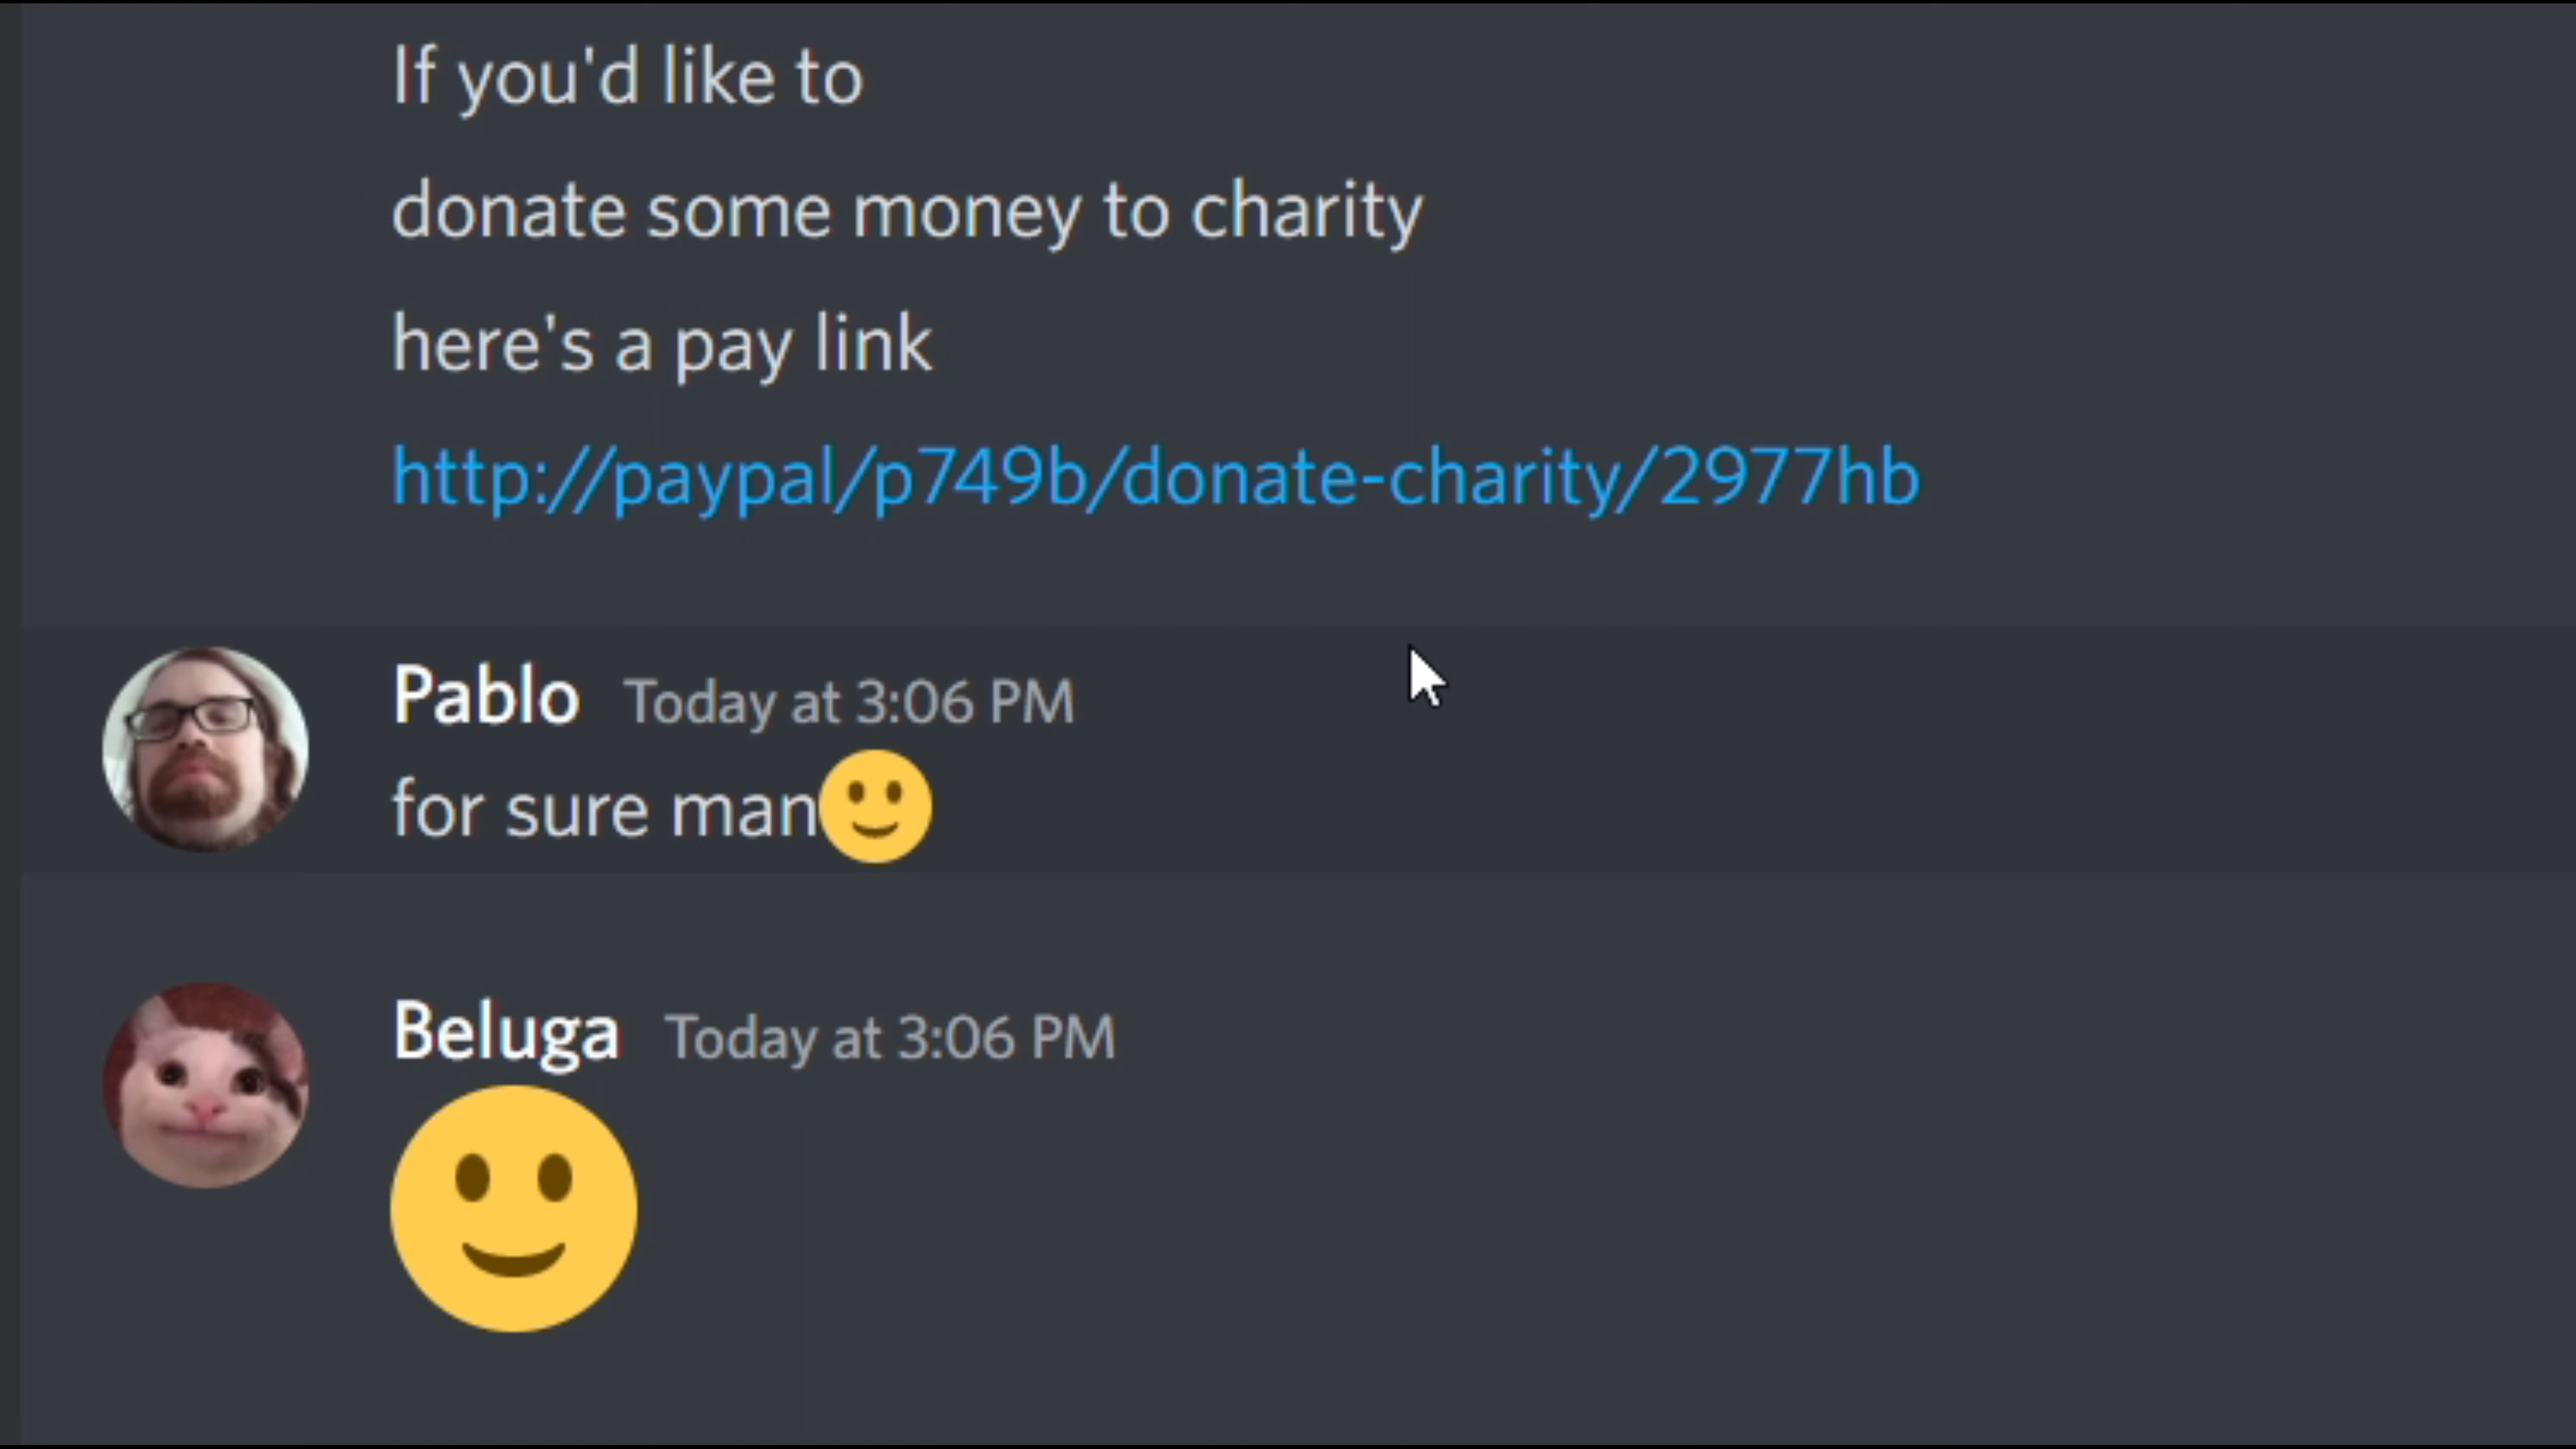 If you'd like to
donate some money to charity
here's a pay link
http://paypal/p749b/donate-charity/2977hb
Pablo Today at 3:06 PM
for sure man🙂
Beluga Today at 3:06 PM
🙂